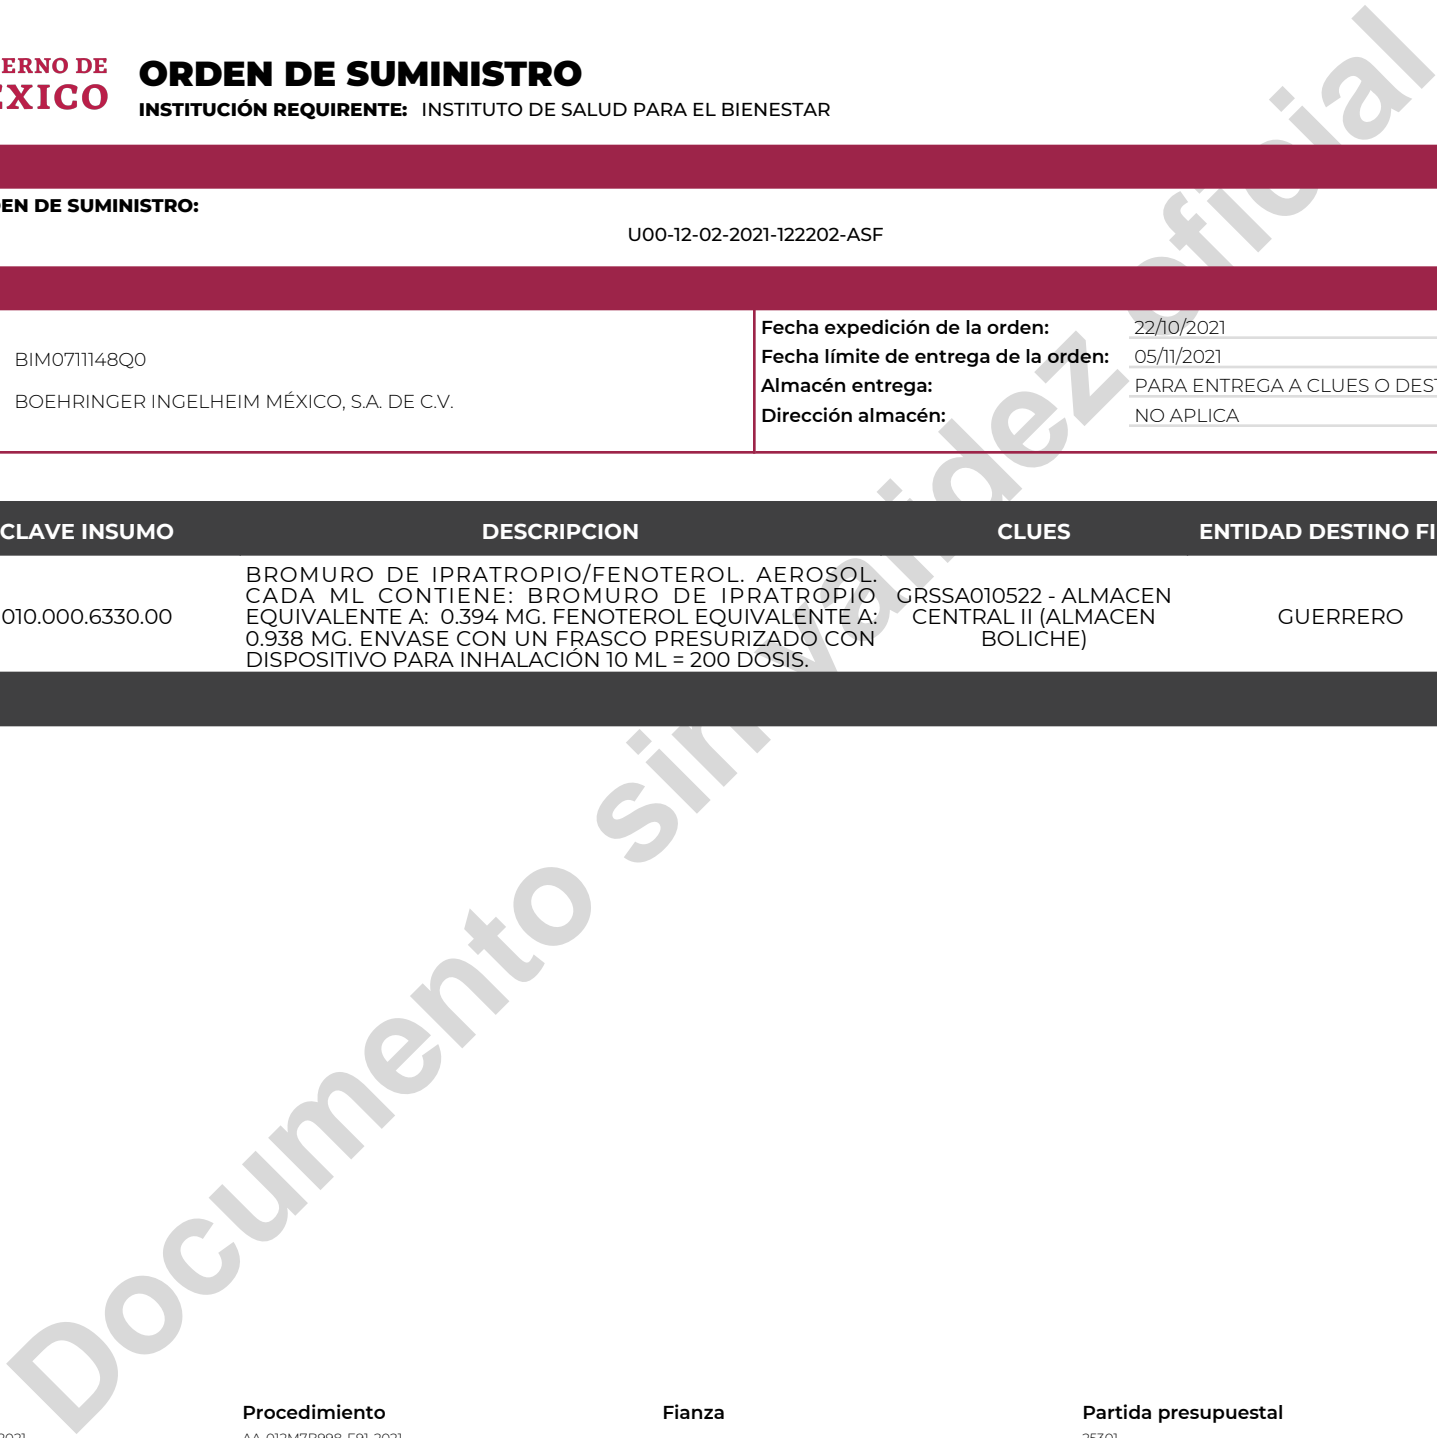 ERNO DE
EXICO
ORDEN DE SUMINISTRO
INSTITUCIÓN REQUIRENTE: INSTITUTO DE SALUD PARA EL BIENESTAR
EN DE SUMINISTRO:
U00-12-02-2021-122202-ASF
BIM0711148Q0
BOEHRINGER INGELHEIM MÉXICO, S.A. DE C.V.
Fecha expedición de la orden: 22/10/2021
Fecha límite de entrega de la orden: 05/11/2021
Almacén entrega: PARA ENTREGA A CLUES O DEST
Dirección almacén: NO APLICA
CLAVE INSUMO DESCRIPCION CLUES ENTIDAD DESTINO FI
010.000.6330.00
BROMURO DE IPRATROPIO/FENOTEROL. AEROSOL.
CADA ML CONTIENE: BROMURO DE IPRATROPIO
EQUIVALENTE A: 0.394 MG. FENOTEROL EQUIVALENTE A:
0.938 MG. ENVASE CON UN FRASCO PRESURIZADO CON
DISPOSITIVO PARA INHALACIÓN 10 ML = 200 DOSIS.
GRSSA010522 - ALMACEN
CENTRAL II (ALMACEN
BOLICHE)
GUERRERO
Documento sin validez oficial
Procedimiento Fianza Partida presupuestal